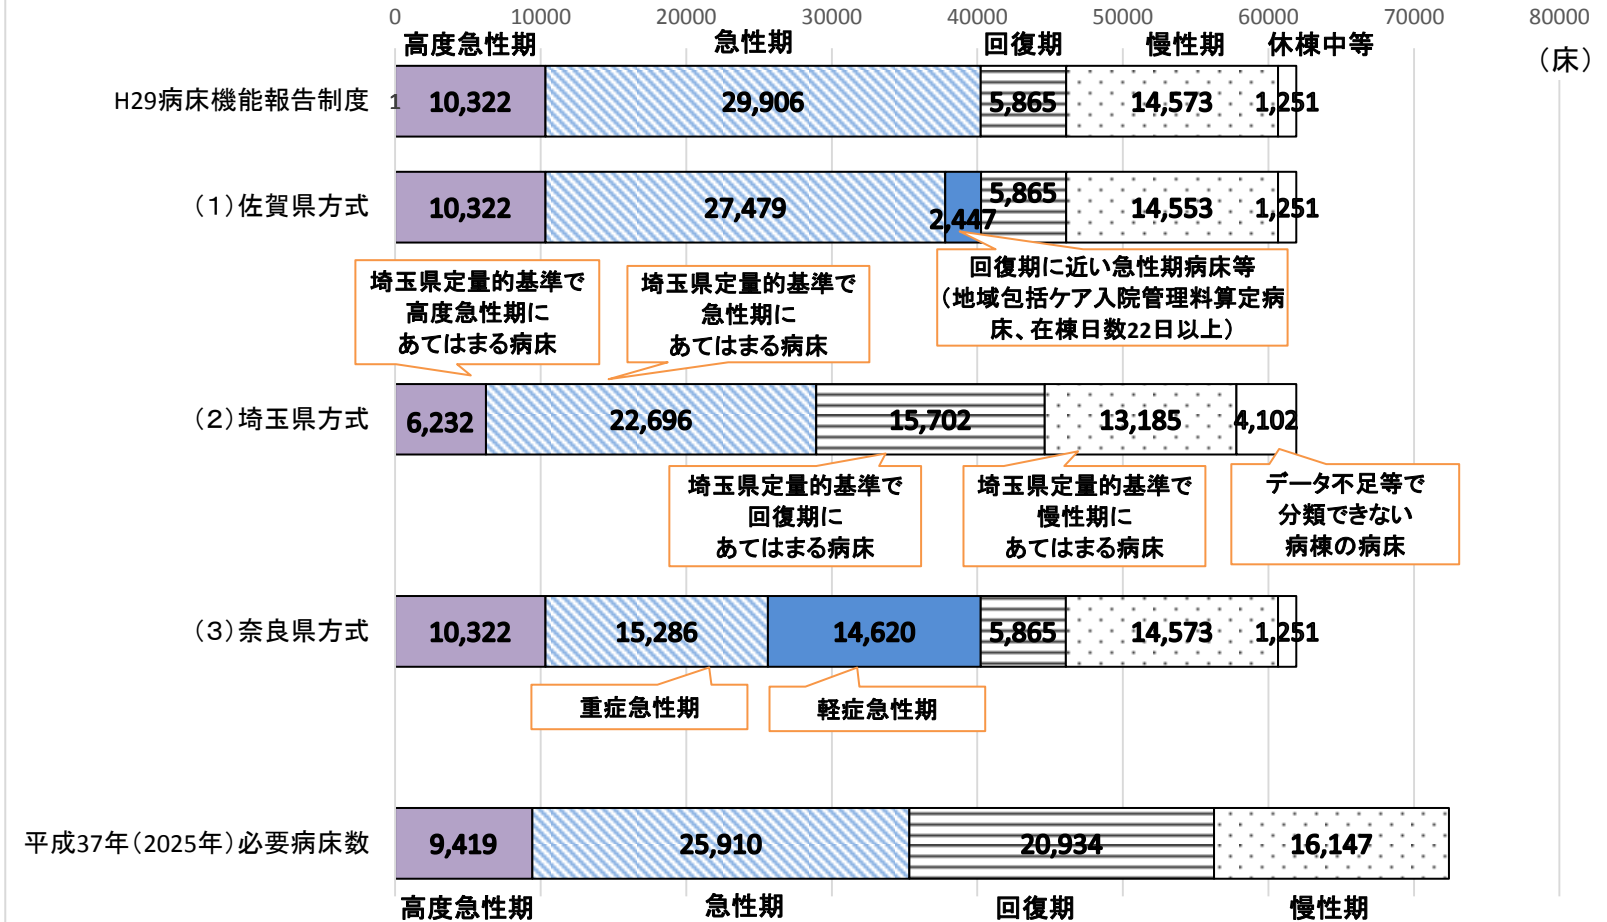 0 10000 20000 30000 40000 50000 60000 70000 80000
高度急性期 急性期 回復期 慢性期 休棟中等
（床）
H29病床機能報告制度 1 10,322 29,906 5,865 14,573 1,251
（1）佐賀県方式 10,322 27,479 2,447 5,865 14,553 1,251
回復期に近い急性期病床等
（地域包括ケア入院管理料算定病
床、在棟日数22日以上）
埼玉県定量的基準で
高度急性期に
あてはまる病床
埼玉県定量的基準で
急性期に
あてはまる病床
（2）埼玉県方式 6,232 22,696 15,702 13,185 4,102
埼玉県定量的基準で
回復期に
あてはまる病床
埼玉県定量的基準で
慢性期に
あてはまる病床
データ不足等で
分類できない
病棟の病床
（3）奈良県方式 10,322 15,286 14,620 5,865 14,573 1,251
重症急性期 軽症急性期
平成37年（2025年）必要病床数 9,419 25,910 20,934 16,147
高度急性期 急性期 回復期 慢性期